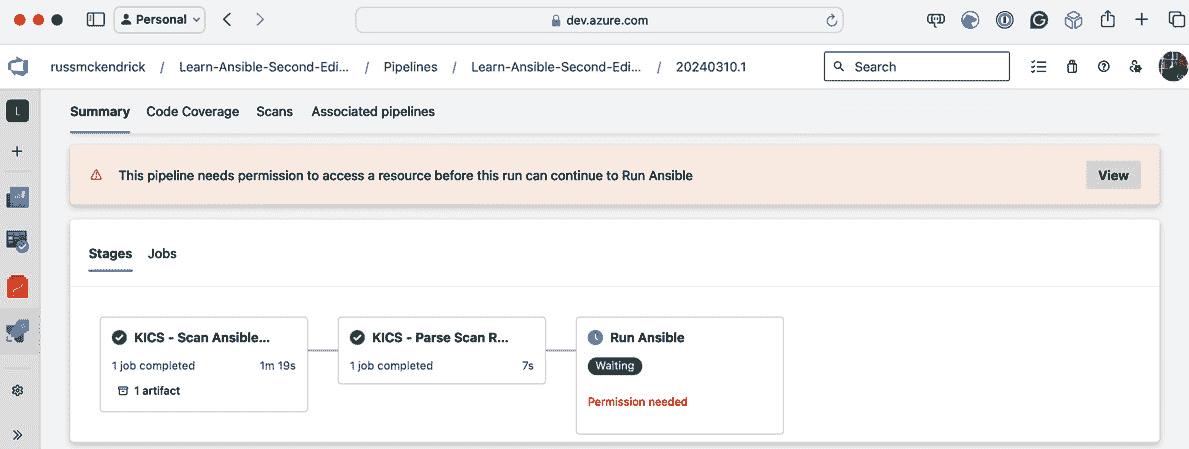 Personal
dev.azure.com
russmckendrick / Learn-Ansible-Second-Edi... / Pipelines / Learn-Ansible-Second-Edi... / 20240310.1
Search
L
Summary Code Coverage Scans Associated pipelines
This pipeline needs permission to access a resource before this run can continue to Run Ansible
View
Stages Jobs
KICS - Scan Ansible...
1 job completed 1m 19s
1 artifact
KICS - Parse Scan R...
1 job completed 7s
Run Ansible
Waiting
Permission needed